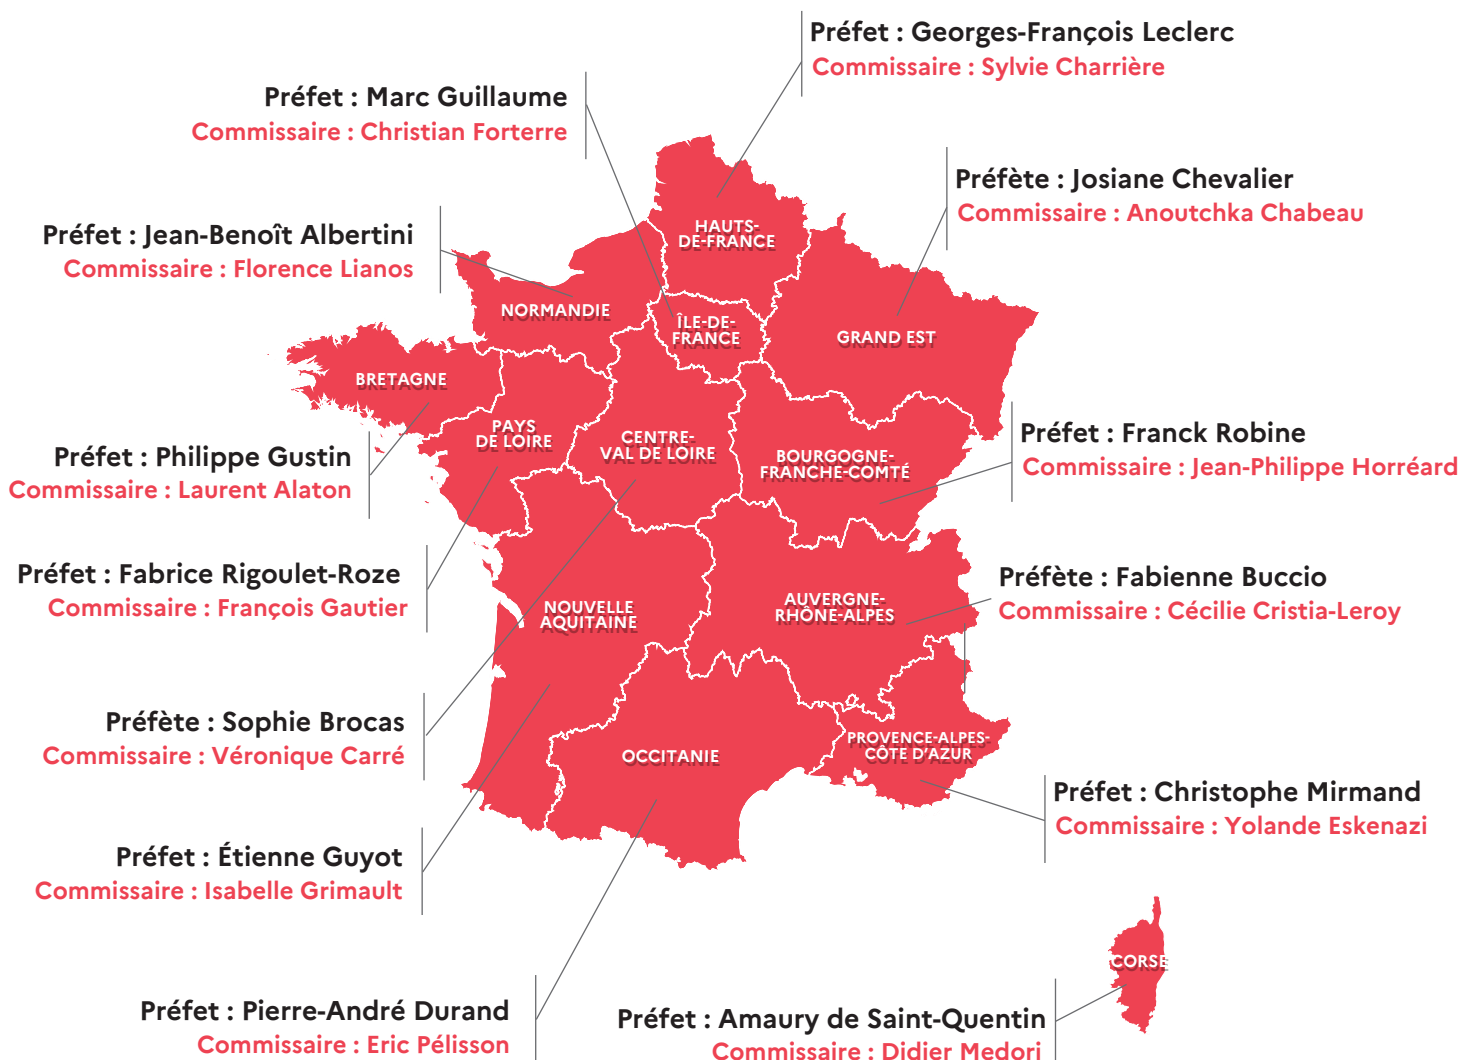 Préfet : Georges-François Leclerc
Commissaire : Sylvie Charrière
Préfet : Marc Guillaume
Commissaire : Christian Forterre
Préfète : Josiane Chevalier
Commissaire : Anoutchka Chabeau
Préfet : Jean-Benoît Albertini
Commissaire : Florence Lianos
HAUTS-
DE-FRANCE
NORMANDIE
ÎLE-DE-
FRANCE
GRAND EST
BRETAGNE
PAYS
DE LOIRE
CENTRE-
VAL DE LOIRE
BOURGOGNE-
FRANCHE-COMTÉ
Préfet : Franck Robine
Commissaire : Jean-Philippe Horréard
Préfet : Philippe Gustin
Commissaire : Laurent Alaton
Préfet : Fabrice Rigoulet-Roze
Commissaire : François Gautier
NOUVELLE
AQUITAINE
AUVERGNE-
RHÔNE-ALPES
Préfète : Fabienne Buccio
Commissaire : Cécilie Cristia-Leroy
Préfète : Sophie Brocas
Commissaire : Véronique Carré
OCCITANIE
PROVENCE-ALPES-
CÔTE D'AZUR
Préfet : Christophe Mirmand
Commissaire : Yolande Eskenazi
Préfet : Étienne Guyot
Commissaire : Isabelle Grimault
CORSE
Préfet : Pierre-André Durand
Commissaire : Eric Pélisson
Préfet : Amaury de Saint-Quentin
Commissaire : Didier Medori